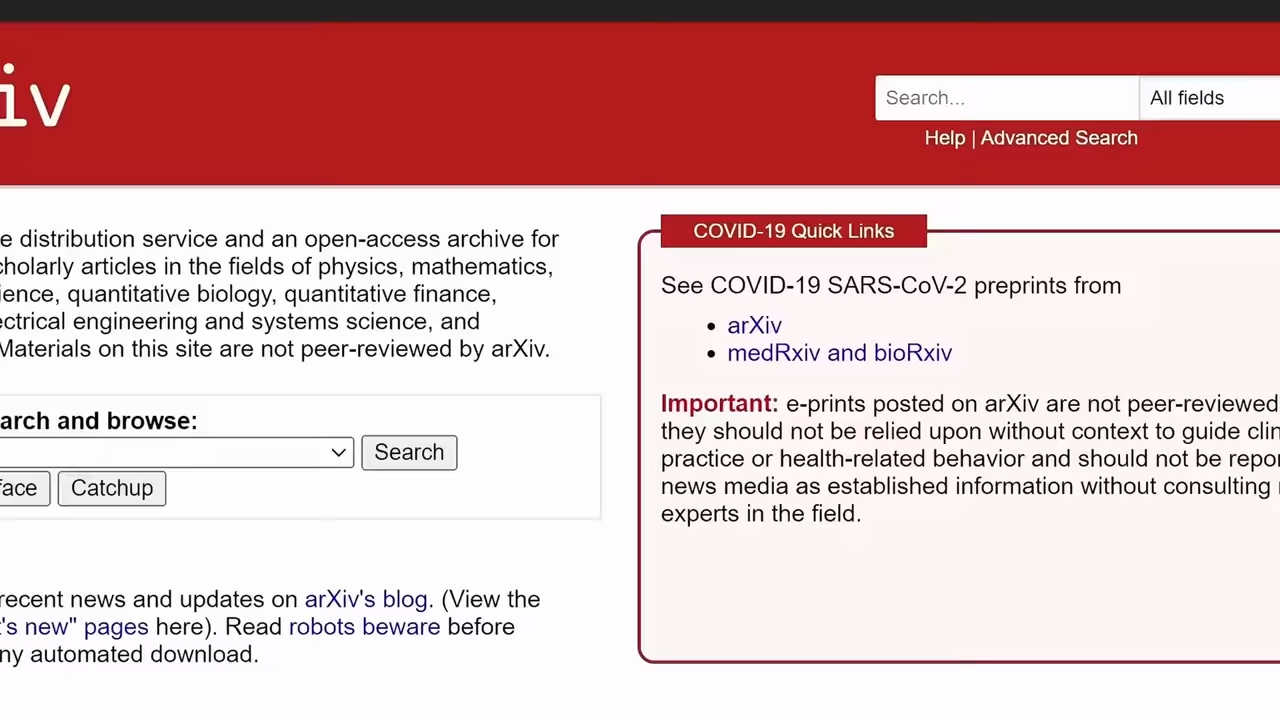 iv
Search...
All fields
Help | Advanced Search
e distribution service and an open-access archive for
cholarly articles in the fields of physics, mathematics,
ience, quantitative biology, quantitative finance,
ectrical engineering and systems science, and
Materials on this site are not peer-reviewed by arXiv.
arch and browse:
Search
face
Catchup
recent news and updates on arXiv's blog. (View the
t's new" pages here). Read robots beware before
ny automated download.
COVID-19 Quick Links
See COVID-19 SARS-CoV-2 preprints from
• arXiv
• medRxiv and bioRxiv
Important: e-prints posted on arXiv are not peer-reviewed
they should not be relied upon without context to guide clin
practice or health-related behavior and should not be repor
news media as established information without consulting
experts in the field.